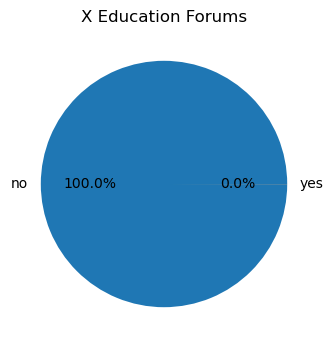 X Education Forums
no
100.0%
0.0%
yes